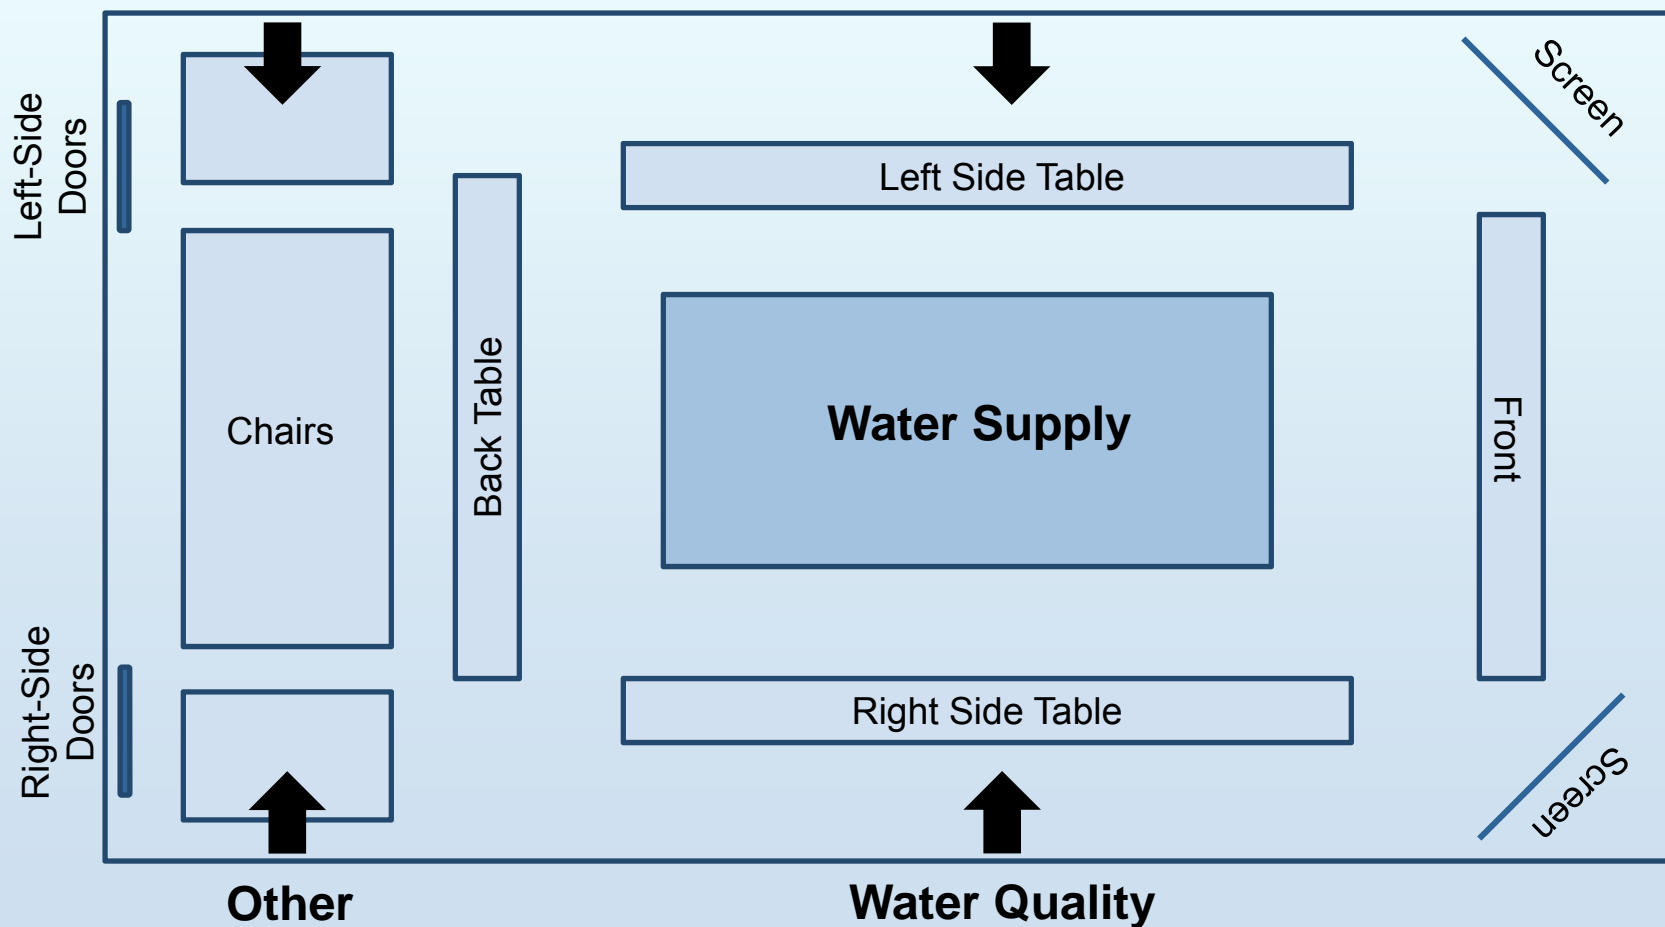 Screen
Left-Side
Doors
Left Side Table
Back Table
Chairs
Water Supply
Front
Right-Side
Doors
Right Side Table
Screen
Other
Water Quality